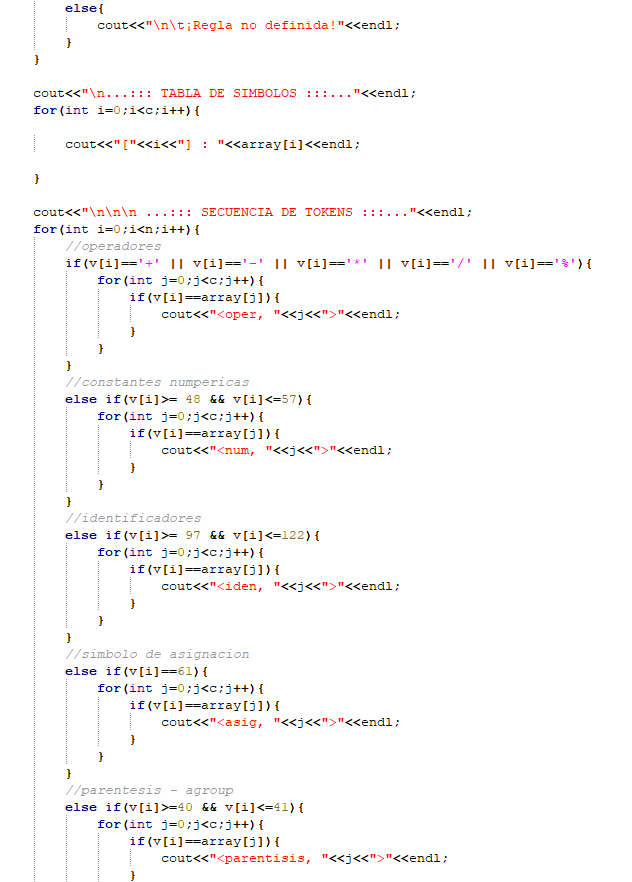 else{
cout<<"\n\t¡Regla no definida!"<<endl;
}
}
cout<<"\n...::: TABLA DE SIMBOLOS :::..."<<endl;
for(int i=0;i<c;i++){
cout<<"["<<i<<"] : "<<array[i]<<endl;
}
cout<<"\n\n\n ...::: SECUENCIA DE TOKENS :::..."<<endl;
for(int i=0;i<n;i++){
//operadores
if(v[i]=='+' || v[i]=='-' || v[i]=='*' || v[i]=='/' || v[i]=='%'){
for(int j=0;j<c;j++){
if(v[i]==array[j]){
cout<<"<oper, "<<j<<">"<<endl;
}
}
}
//constantes numpericas
else if(v[i]>= 48 && v[i]<=57){
for(int j=0;j<c;j++){
if(v[i]==array[j]){
cout<<"<num, "<<j<<">"<<endl;
}
}
}
//identificadores
else if(v[i]>= 97 && v[i]<=122){
for(int j=0;j<c;j++){
if(v[i]==array[j]){
cout<<"<iden, "<<j<<">"<<endl;
}
}
}
//simbolo de asignacion
else if(v[i]==61){
for(int j=0;j<c;j++){
if(v[i]==array[j]){
cout<<"<asig, "<<j<<">"<<endl;
}
}
}
//parentesis - agroup
else if(v[i]>=40 && v[i]<=41){
for(int j=0;j<c;j++){
if(v[i]==array[j]){
cout<<"<parentisis, "<<j<<">"<<endl;
}